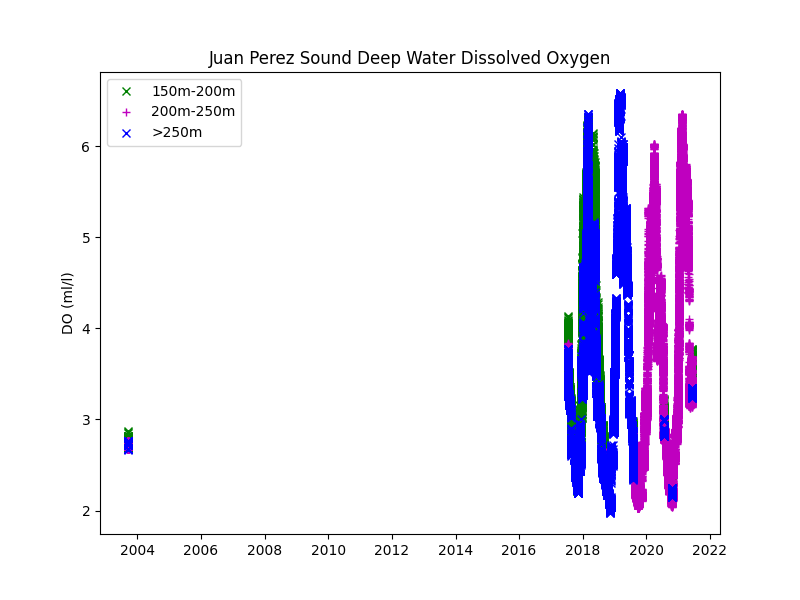 Juan Perez Sound Deep Water Dissolved Oxygen
150m-200m
200m-250m
>250m
DO (ml/l)
6
5
4
3
2
2004 2006 2008 2010 2012 2014 2016 2018 2020 2022